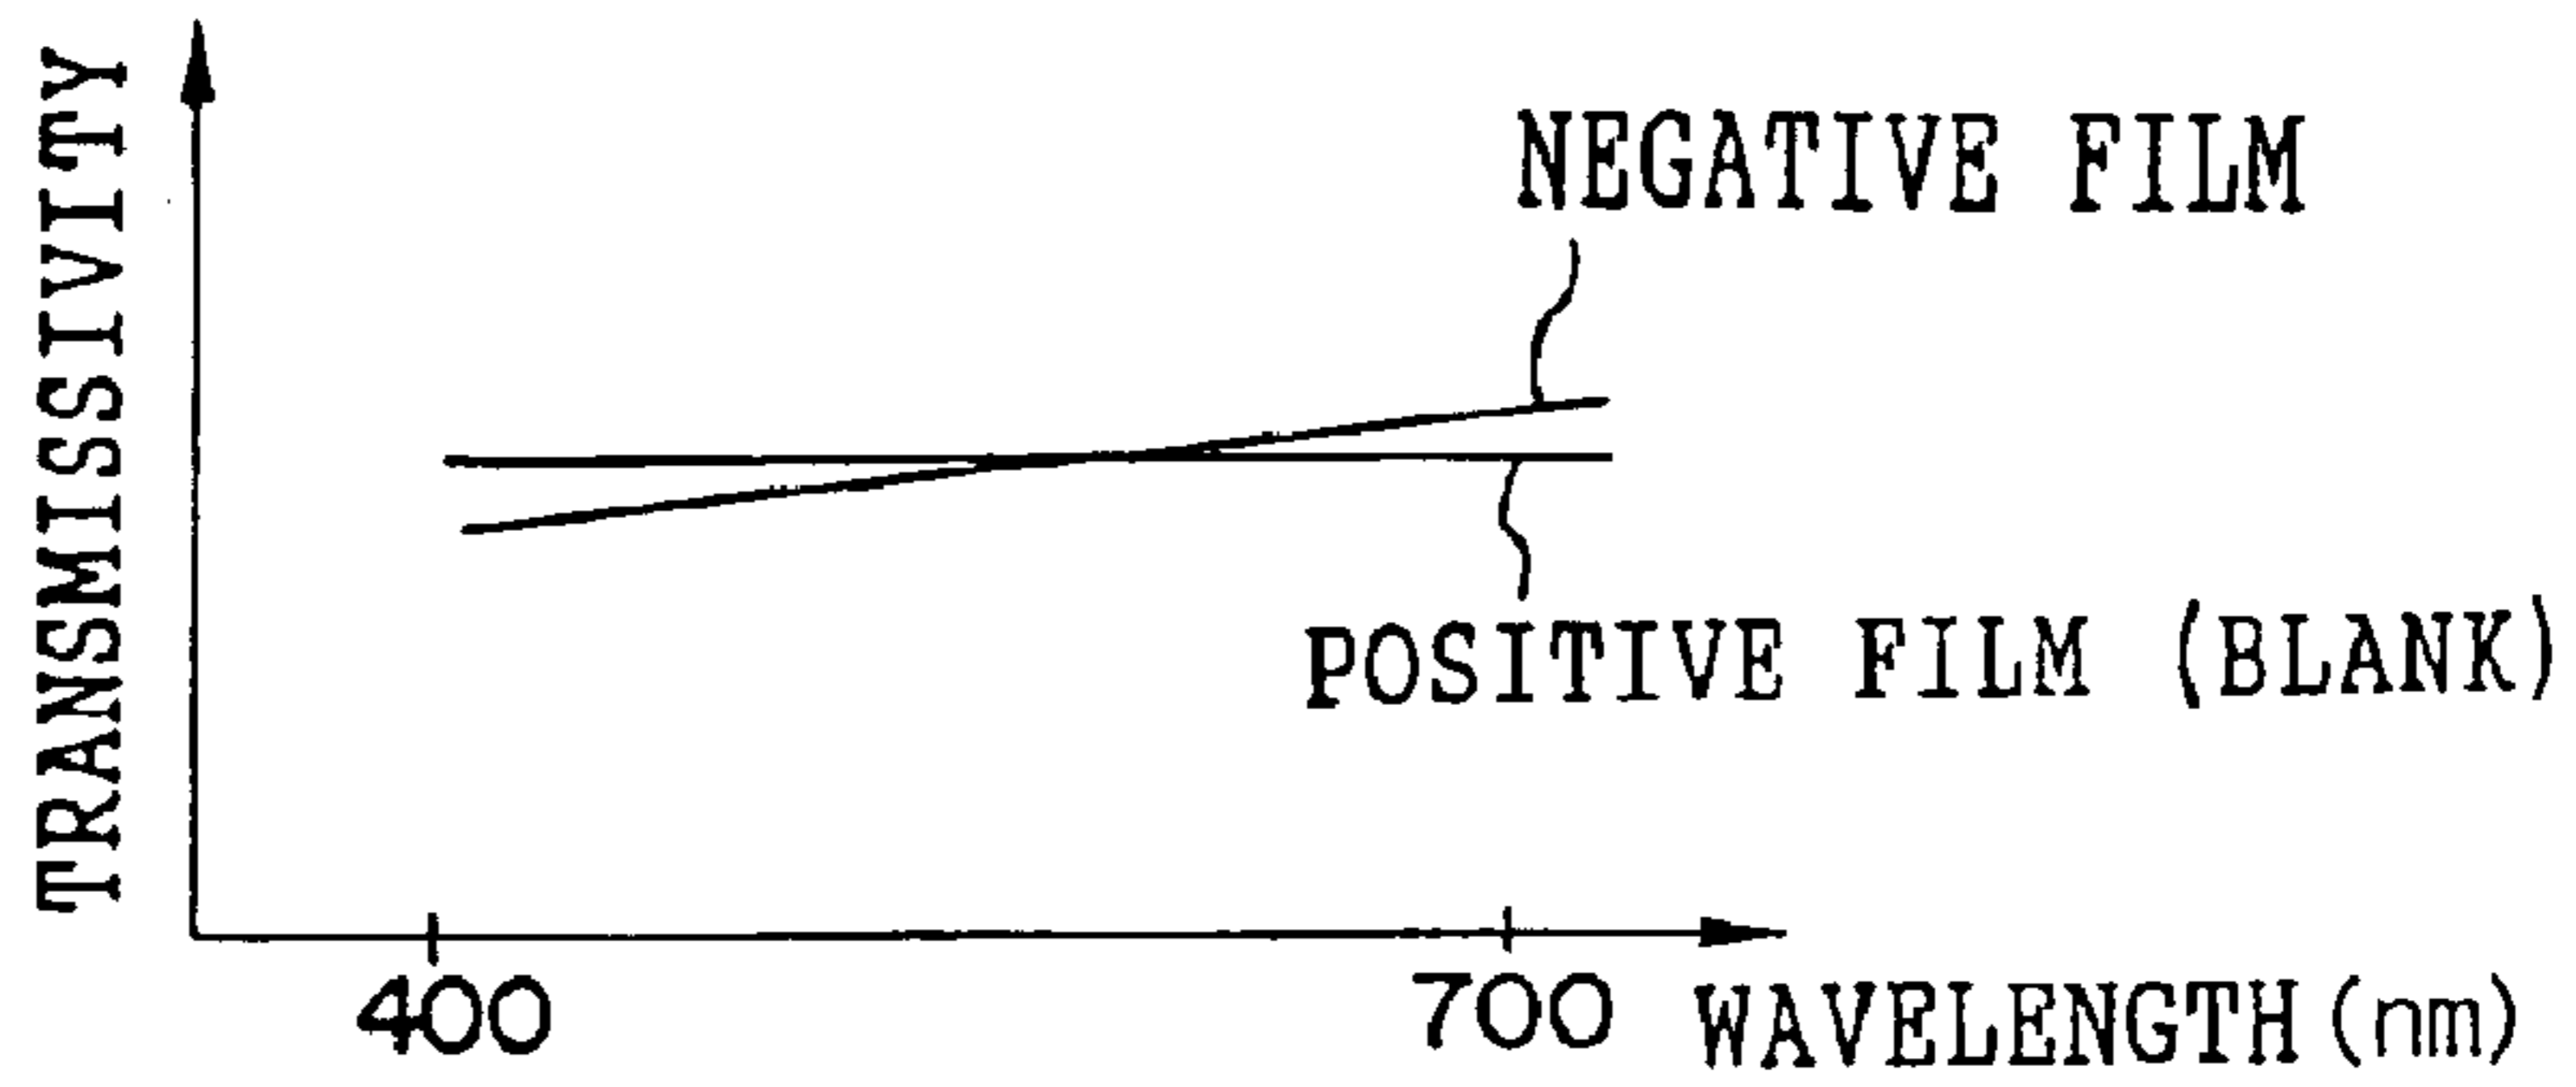 TRANSMISSIVITY
NEGATIVE FILM
POSITIVE FILM (BLANK)
400
700
WAVELENGTH (nm)